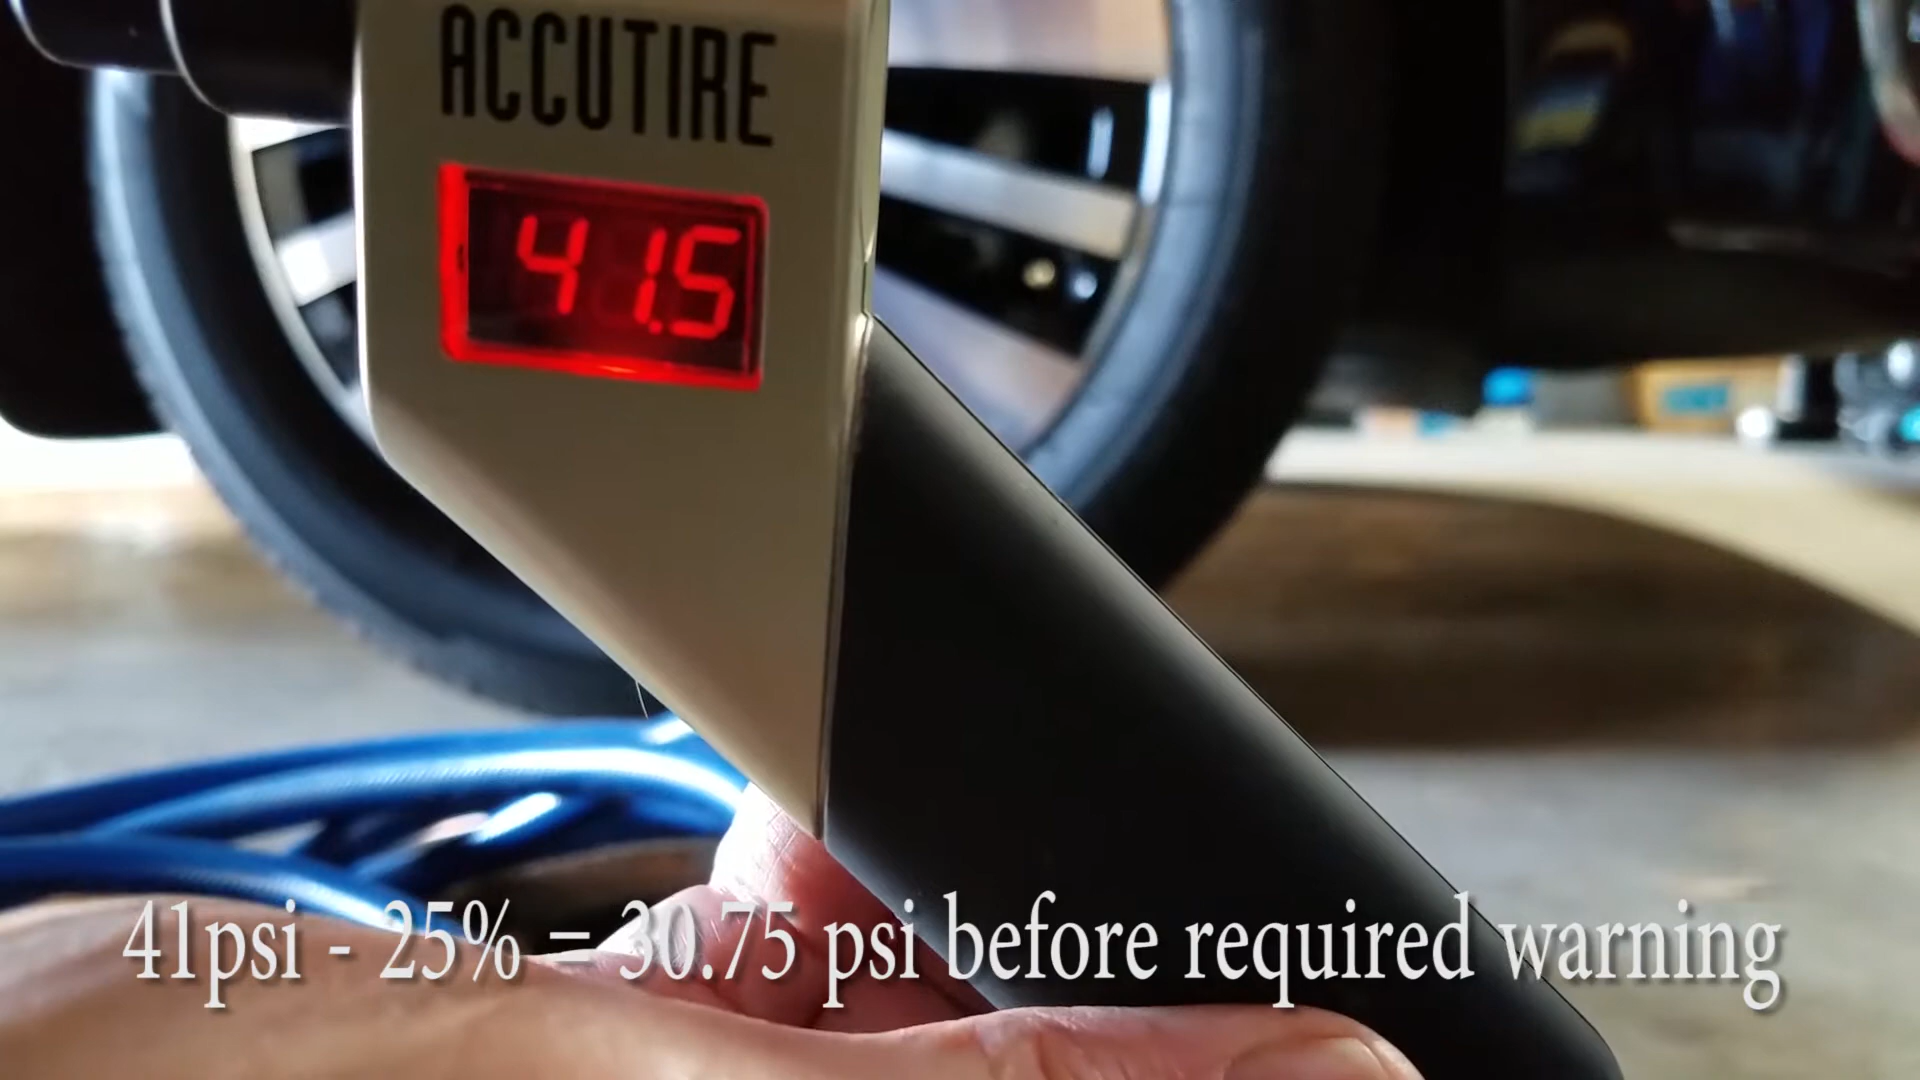 ACCUTIRE
41.5
41psi - 25% = 30.75 psi before required warning